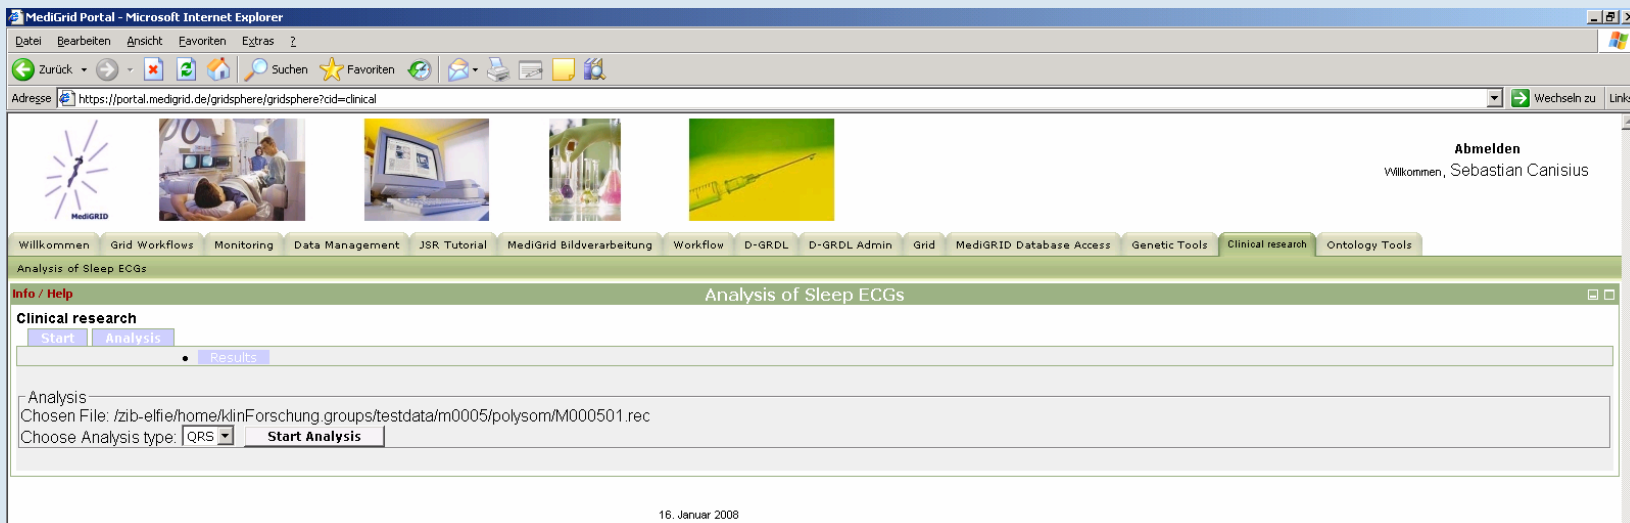 MediGrid Portal - Microsoft Internet Explorer
Datei Bearbeiten Ansicht Favoriten Extras ?
Zurück Suchen Favoriten
Adresse https://portal.medigrid.de/gridsphere/gridsphere?cid=clinical Wechseln zu Links
MediGRID
Abmelden
Willkommen, Sebastian Canisius
Willkommen Grid Workflows Monitoring Data Management JSR Tutorial MediGrid Bildverarbeitung Workflow D-GRDL D-GRDL Admin Grid MediGRID Database Access Genetic Tools Clinical research Ontology Tools
Analysis of Sleep ECGs
Info / Help Analysis of Sleep ECGs
Clinical research
Start Analysis
• Results
Analysis
Chosen File: /zib-elfie/home/klinForschung.groups/testdata/m0005/polysom/M000501.rec
Choose Analysis type: QRS Start Analysis
16. Januar 2008